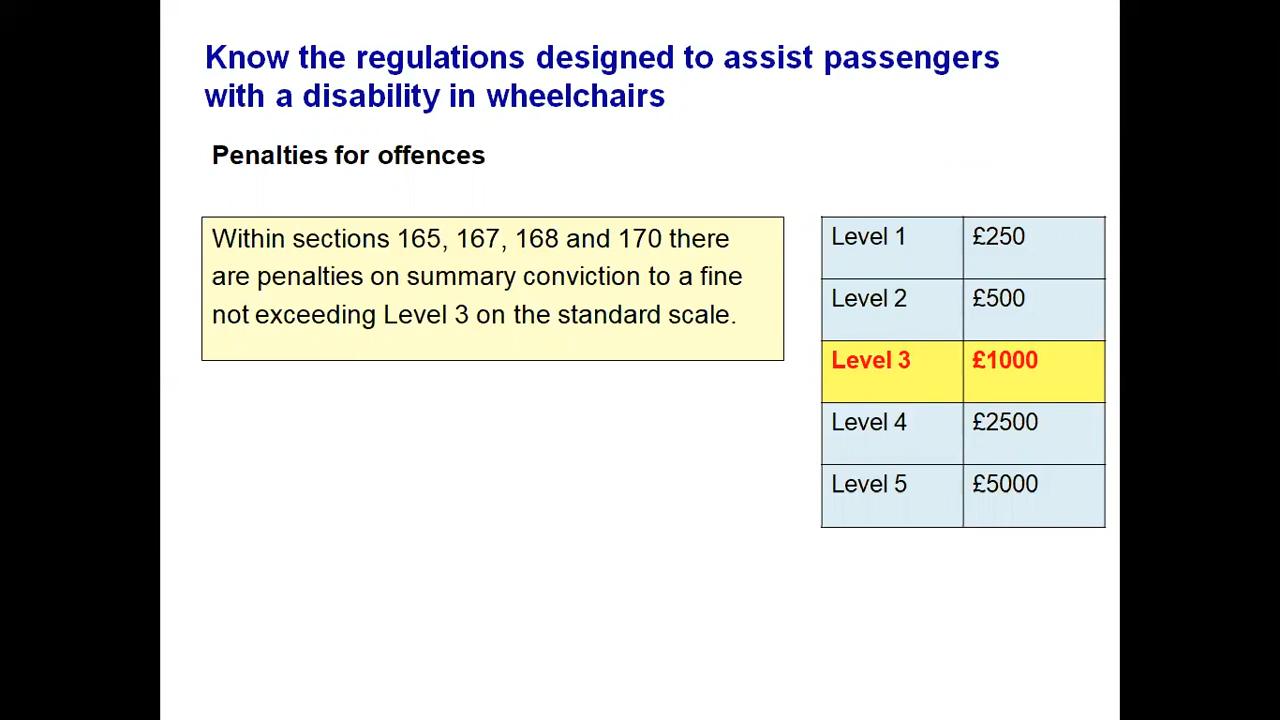 Know the regulations designed to assist passengers
with a disability in wheelchairs
Penalties for offences
Within sections 165, 167, 168 and 170 there
are penalties on summary conviction to a fine
not exceeding Level 3 on the standard scale.
Level 1 £250
Level 2 £500
Level 3 £1000
Level 4 £2500
Level 5 £5000